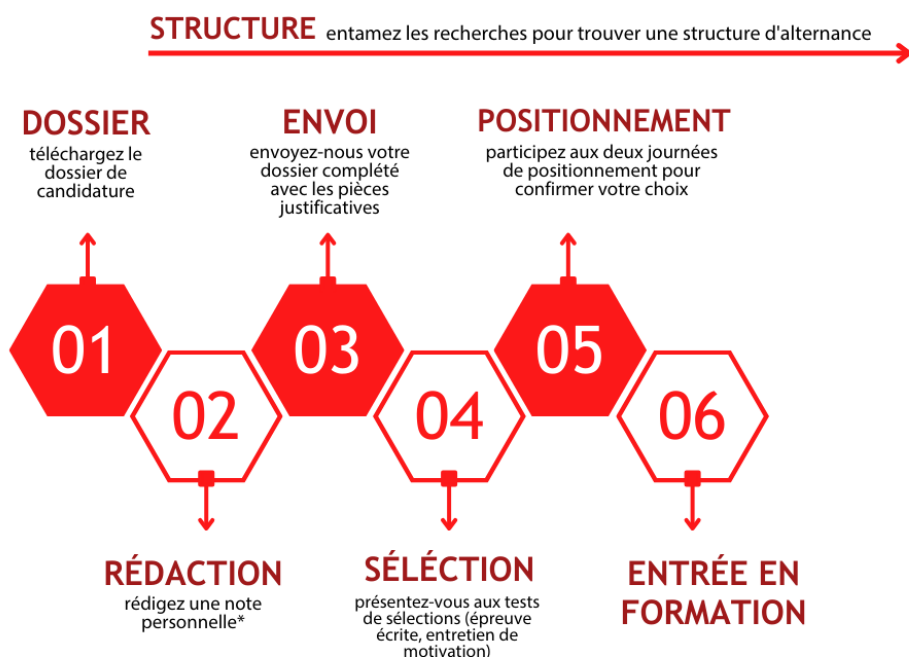 STRUCTURE entamez les recherches pour trouver une structure d'alternance
DOSSIER
téléchargez le
dossier de
candidature
ENVOI
envoyez-nous votre
dossier complété
avec les pièces
justificatives
POSITIONNEMENT
participez aux deux journées
de positionnement pour
confirmer votre choix
01
02
03
04
05
06
RÉDACTION
rédigez une note
personnelle*
SÉLÉCTION
présentez-vous aux tests
de sélections (épreuve
écrite, entretien de
motivation)
ENTRÉE EN
FORMATION